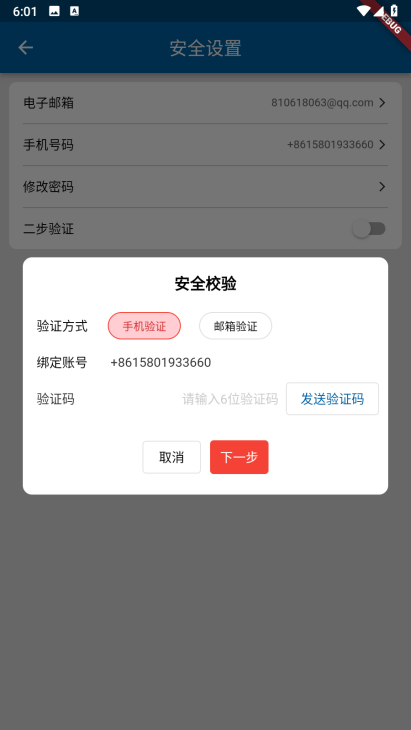 6:01
DEBUG
安全设置
电子邮箱 810618063@qq.com
手机号码 +8615801933660
修改密码
二步验证
安全校验
验证方式 手机验证 邮箱验证
绑定账号 +8615801933660
验证码 请输入6位验证码 发送验证码
取消 下一步